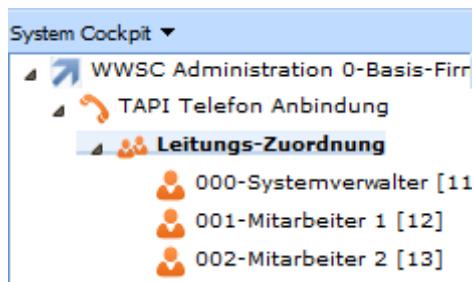 System Cockpit ▼
WWSC Administration 0-Basis-Firr
TAPI Telefon Anbindung
Leitungs-Zuordnung
000-Systemverwalter [11
001-Mitarbeiter 1 [12]
002-Mitarbeiter 2 [13]